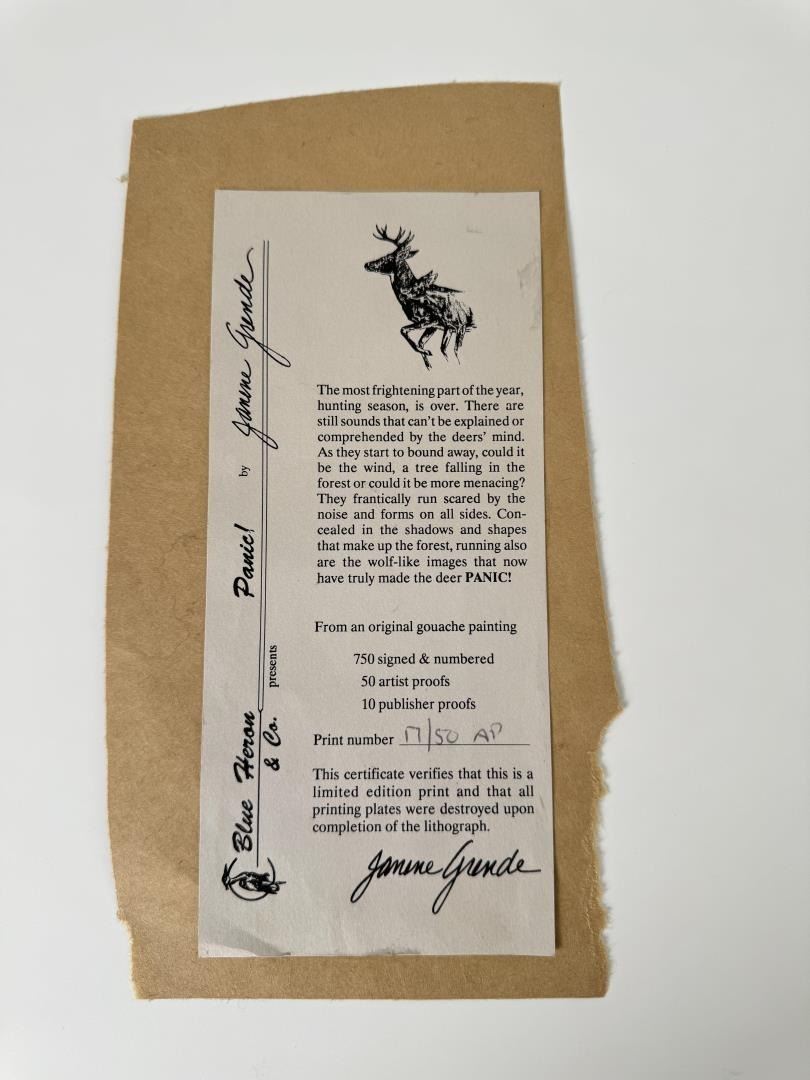 Blue Heron
& Co.
presents
Panic!
by
Janene Grende
The most frightening part of the year,
hunting season, is over. There are
still sounds that can't be explained or
comprehended by the deers' mind.
As they start to bound away, could it
be the wind, a tree falling in the
forest or could it be more menacing?
They frantically run scared by the
noise and forms on all sides. Con-
cealed in the shadows and shapes
that make up the forest, running also
are the wolf-like images that now
have truly made the deer PANIC!
From an original gouache painting
750 signed & numbered
50 artist proofs
10 publisher proofs
Print number 17/50 AP
This certificate verifies that this is a
limited edition print and that all
printing plates were destroyed upon
completion of the lithograph.
Janene Grende